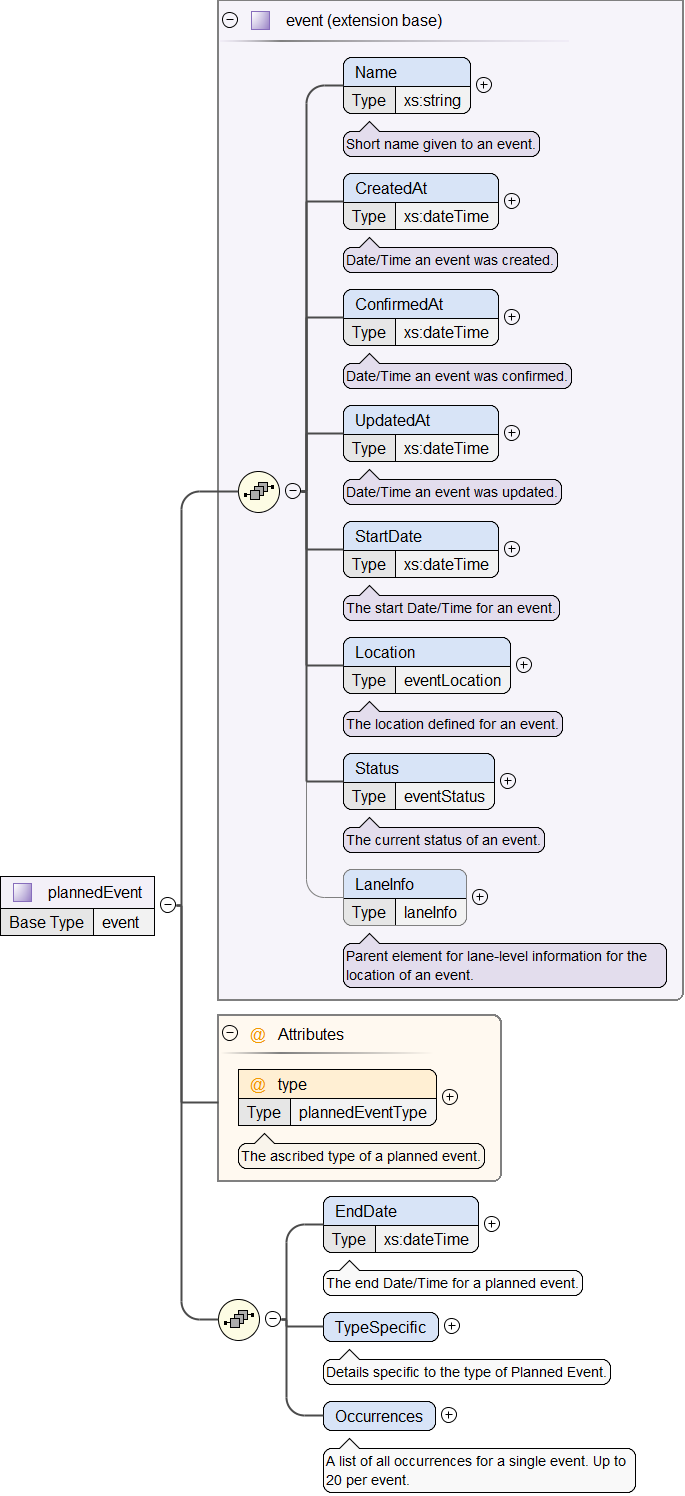 event (extension base)
Name
Type xs:string
Short name given to an event.
CreatedAt
Type xs:dateTime
Date/Time an event was created.
ConfirmedAt
Type xs:dateTime
Date/Time an event was confirmed.
UpdatedAt
Type xs:dateTime
Date/Time an event was updated.
StartDate
Type xs:dateTime
The start Date/Time for an event.
Location
Type eventLocation
The location defined for an event.
Status
Type eventStatus
The current status of an event.
LaneInfo
Type laneInfo
Parent element for lane-level information for the
location of an event.
plannedEvent
Base Type event
@ Attributes
@ type
Type plannedEventType
The ascribed type of a planned event.
EndDate
Type xs:dateTime
The end Date/Time for a planned event.
TypeSpecific
Details specific to the type of Planned Event.
Occurrences
A list of all occurrences for a single event. Up to
20 per event.